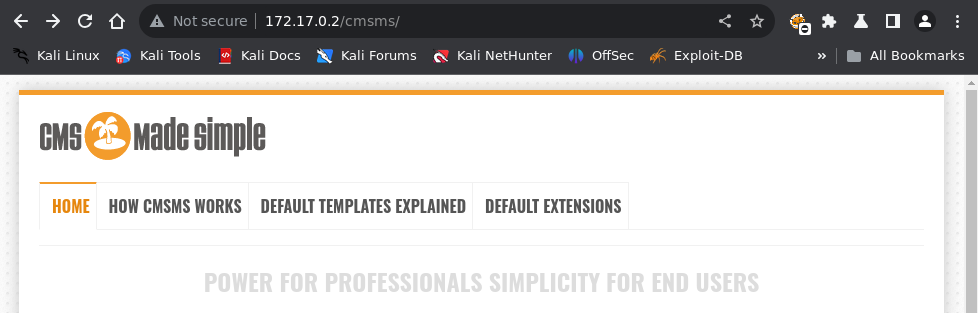 Not secure 172.17.0.2/cmsms/
Kali Linux Kali Tools Kali Docs Kali Forums Kali NetHunter OffSec Exploit-DB » All Bookmarks
CMS Made Simple
HOME HOW CMSMS WORKS DEFAULT TEMPLATES EXPLAINED DEFAULT EXTENSIONS
POWER FOR PROFESSIONALS SIMPLICITY FOR END USERS